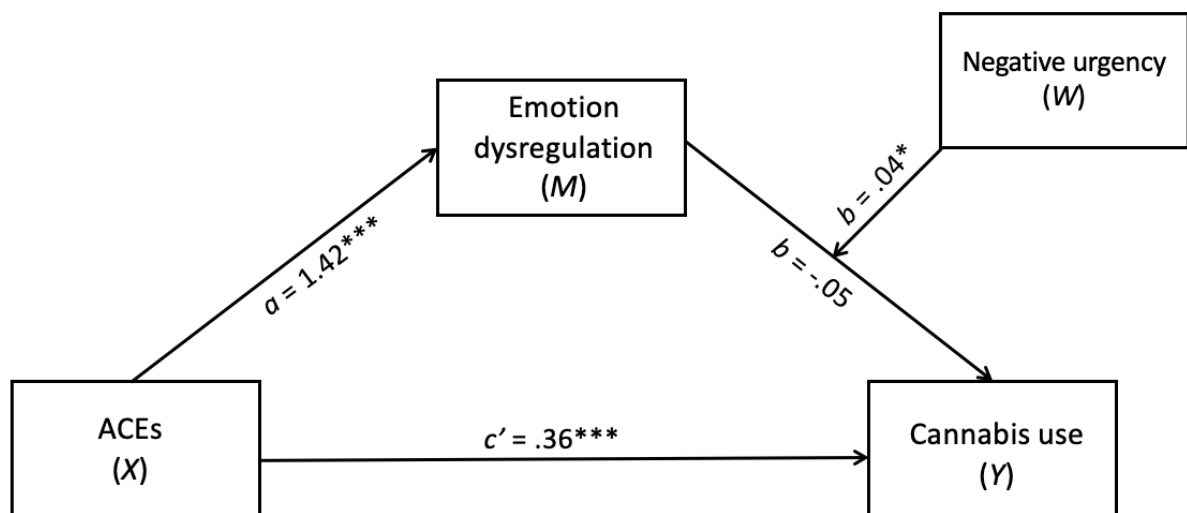 Negative urgency
(W)
Emotion
dysregulation
(M)
b = .04*
a = 1.42***
b = -.05
ACEs
(X)
c’ = .36***
Cannabis use
(Y)